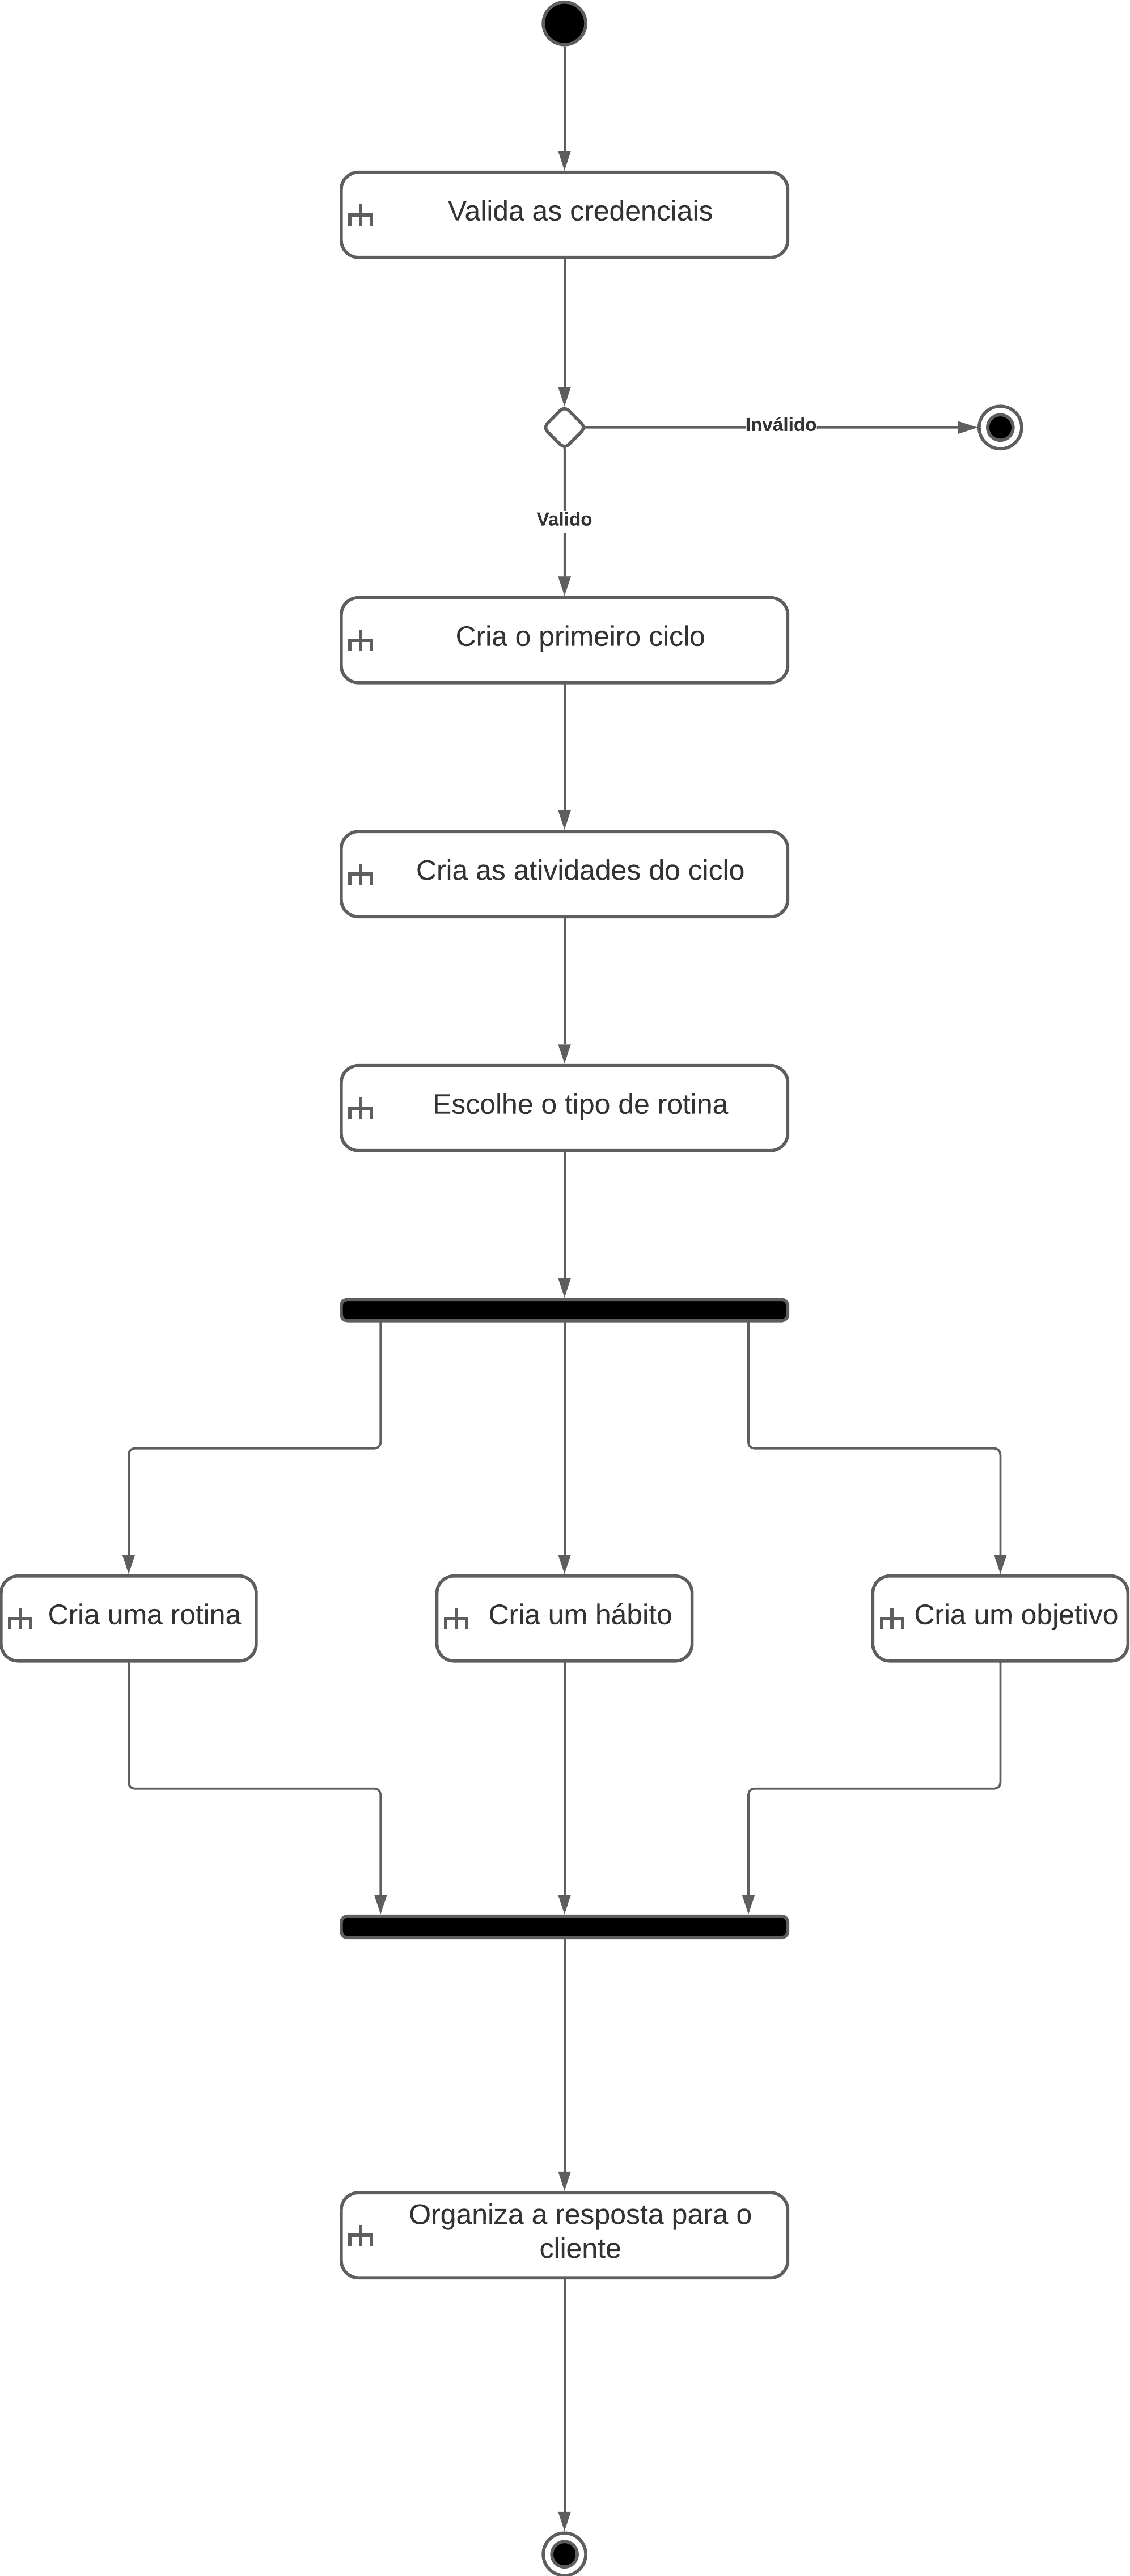 Valida as credenciais
Inválido
Valido
Cria o primeiro ciclo
Cria as atividades do ciclo
Escolhe o tipo de rotina
Cria uma rotina
Cria um hábito
Cria um objetivo
Organiza a resposta para o
cliente